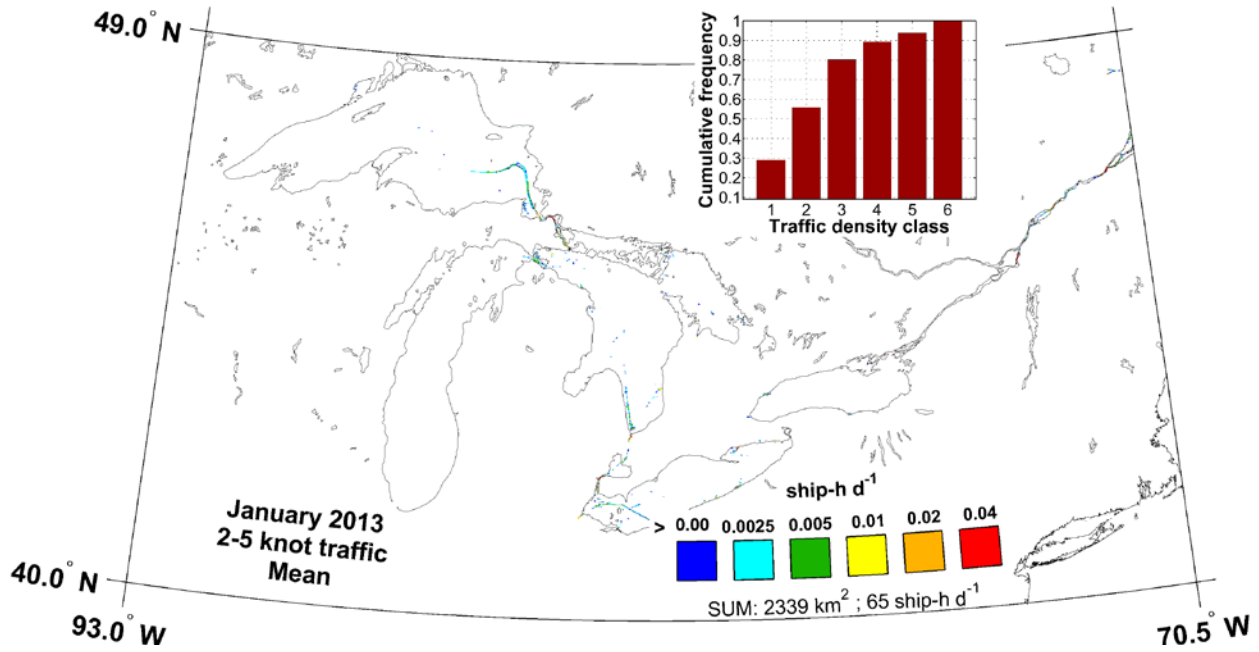 49.0° N
Cumulative frequency
1
0.9
0.8
0.7
0.6
0.5
0.4
0.3
0.2
0.1
1 2 3 4 5 6
Traffic density class
January 2013
2-5 knot traffic
Mean
ship-h d⁻¹
> 0.00 0.0025 0.005 0.01 0.02 0.04
SUM: 2339 km² ; 65 ship-h d⁻¹
40.0° N
93.0° W
70.5° W